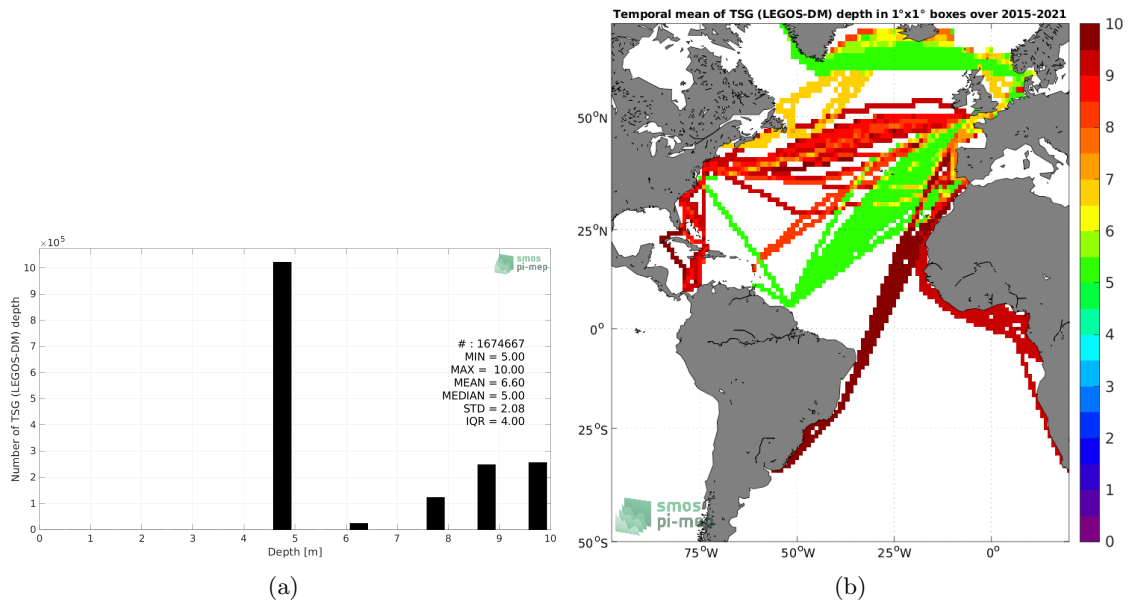 ×10⁵
10
9
8
7
6
5
4
3
2
1
0
Number of TSG (LEGOS-DM) depth
0 1 2 3 4 5 6 7 8 9 10
Depth [m]
smos
pi-mep
# : 1674667
MIN = 5.00
MAX = 10.00
MEAN = 6.60
MEDIAN = 5.00
STD = 2.08
IQR = 4.00
(a)
Temporal mean of TSG (LEGOS-DM) depth in 1°x1° boxes over 2015-2021
50°N
25°N
0°
25°S
50°S
75°W 50°W 25°W 0°
smos
pi-mep
10
9
8
7
6
5
4
3
2
1
0
(b)